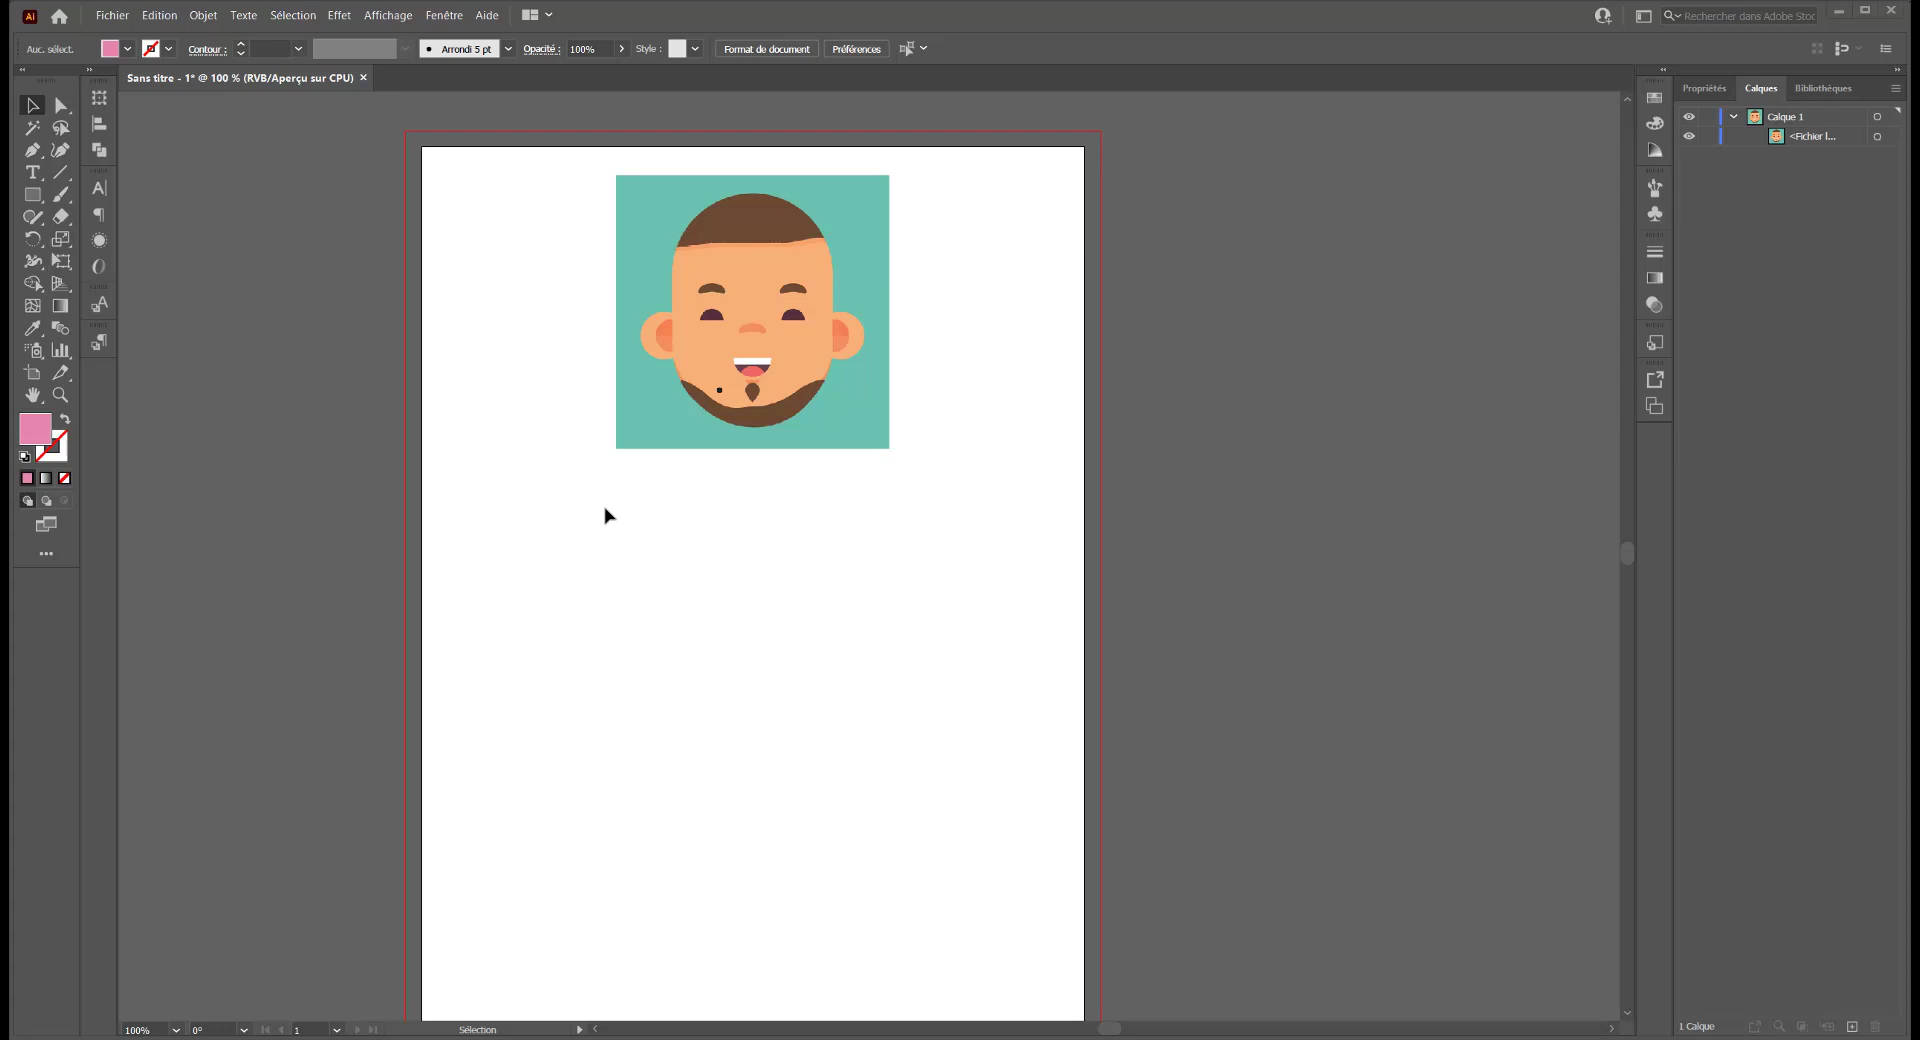 Ai Fichier Edition Objet Texte Sélection Effet Affichage Fenêtre Aide Rechercher dans Adobe Stoc
Auc. sélect. Contour : Arrondi 5 pt Opacité : 100% Style : Format de document Préférences
Sans titre - 1* @ 100 % (RVB/Aperçu sur CPU) ×
Propriétés Calques Bibliothèques
Calque 1
<Fichier l...
100% 0° 1 Sélection
1 Calque